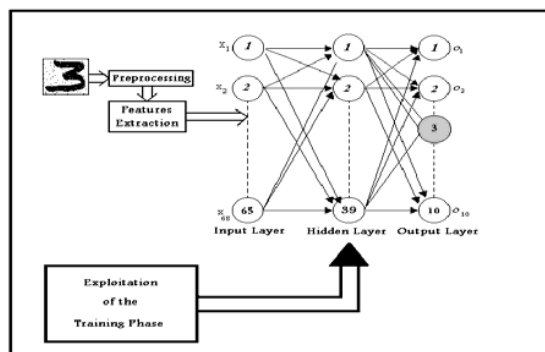 3
Preprocessing
Features
Extraction
x1 1 1 1 o1
x2 2 2 2 o2
3
x65 65 39 10 o10
Input Layer Hidden Layer Output Layer
Exploitation
of the
Training Phase